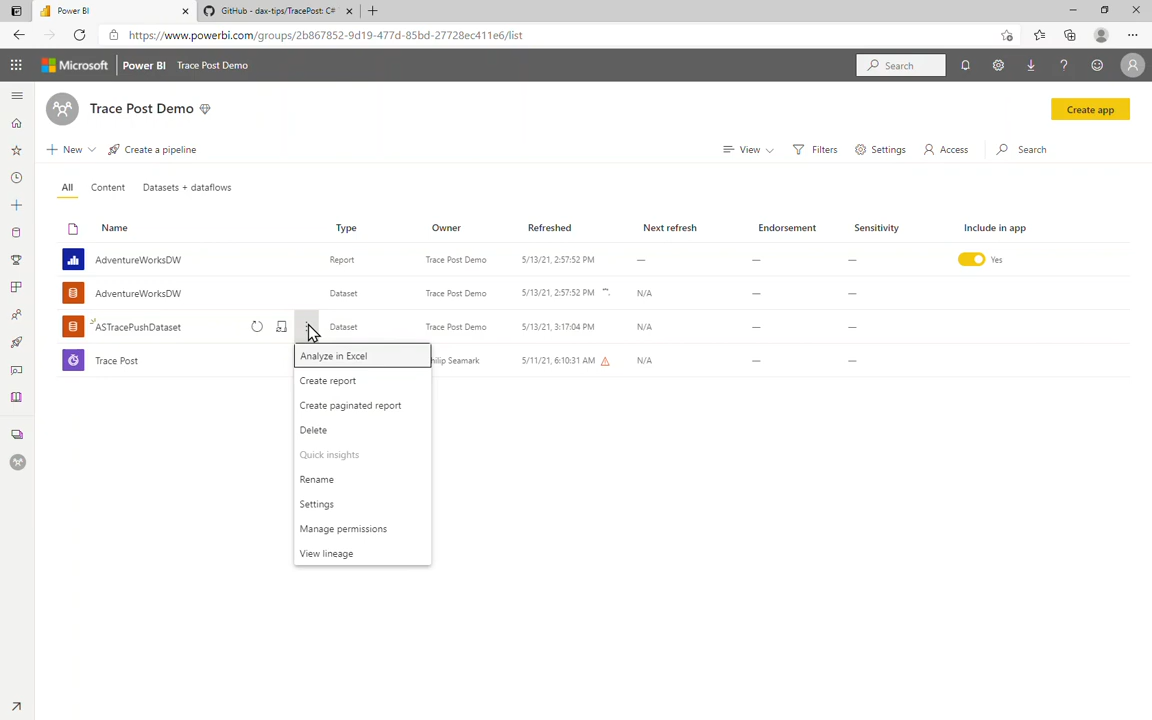 Power BI
GitHub - dax-tips/TracePost: C#
https://www.powerbi.com/groups/2b867852-9d19-477d-85bd-27728ec411e6/list
Microsoft Power BI Trace Post Demo Search
Trace Post Demo
Create app
New Create a pipeline View Filters Settings Access Search
All Content Datasets + dataflows
Name Type Owner Refreshed Next refresh Endorsement Sensitivity Include in app
AdventureWorksDW Report Trace Post Demo 5/13/21, 2:57:52 PM — — — Yes
AdventureWorksDW Dataset Trace Post Demo 5/13/21, 2:57:52 PM N/A — —
ASTracePushDataset Dataset Trace Post Demo 5/13/21, 3:17:04 PM N/A — —
Trace Post hilip Seamark 5/11/21, 6:10:31 AM N/A — —
Analyze in Excel
Create report
Create paginated report
Delete
Quick insights
Rename
Settings
Manage permissions
View lineage